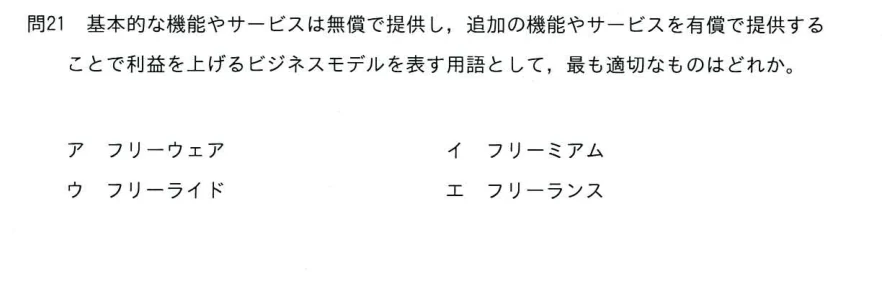 問21 基本的な機能やサービスは無償で提供し，追加の機能やサービスを有償で提供する
ことで利益を上げるビジネスモデルを表す用語として，最も適切なものはどれか。
ア フリーウェア イ フリーミアム
ウ フリーライド エ フリーランス